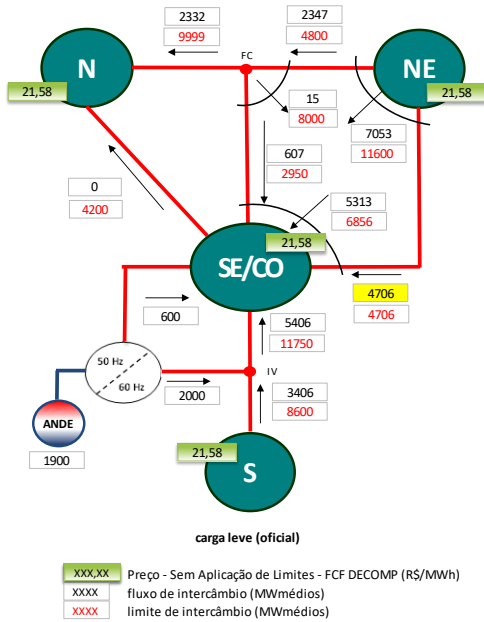 2332
9999
2347
4800
FC
N
NE
21,58
21,58
15
8000
7053
11600
0
4200
607
2950
5313
6856
21,58
SE/CO
4706
4706
600
5406
11750
50 Hz
60 Hz
IV
2000
3406
8600
ANDE
1900
21,58
S
carga leve (oficial)
XXX,XX Preço - Sem Aplicação de Limites - FCF DECOMP (R$/MWh)
XXXX fluxo de intercâmbio (MWmédios)
XXXX limite de intercâmbio (MWmédios)